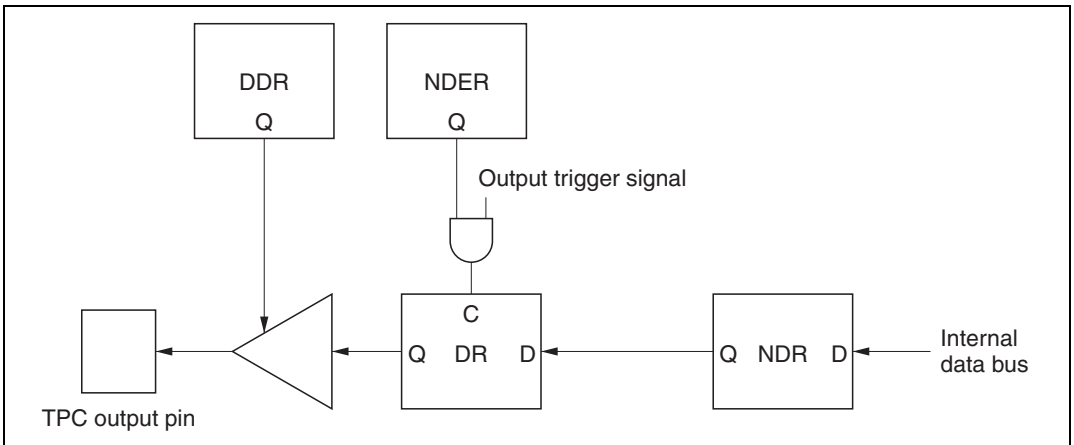 DDR
Q
NDER
Q
Output trigger signal
C
Q DR D
Q NDR D
Internal
data bus
TPC output pin